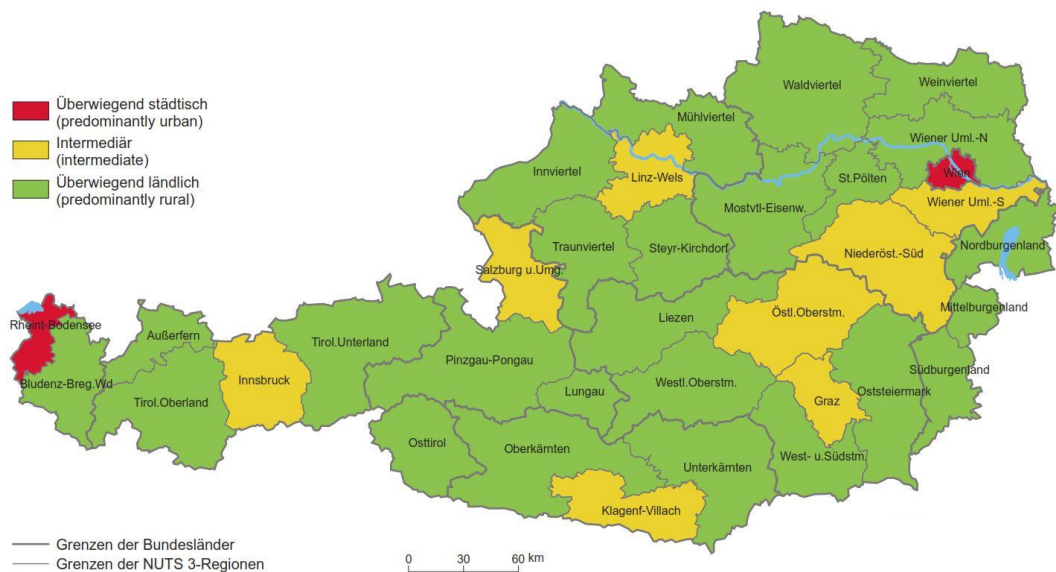 Überwiegend städtisch
(predominantly urban)
Intermediär
(intermediate)
Überwiegend ländlich
(predominantly rural)
Waldviertel
Weinviertel
Mühlviertel
Wiener Uml.-N
Innviertel
Linz-Wels
St.Pölten
Wien
Mostvtl-Eisenw.
Wiener Uml.-S
Traunviertel
Steyr-Kirchdorf
Niederöst.-Süd
Nordburgenland
Salzburg u.Umg.
Mittelburgenland
Rheint-Bodensee
Außerfern
Tirol.Unterland
Liezen
Östl.Oberstm.
Bludenz-Breg.Wd
Innsbruck
Pinzgau-Pongau
Südburgenland
Tirol.Oberland
Lungau
Westl.Oberstm.
Graz
Oststeiermark
Osttirol
Oberkärnten
Unterkärnten
West- u.Südstm.
Klagenf-Villach
Grenzen der Bundesländer
Grenzen der NUTS 3-Regionen
0 30 60 km